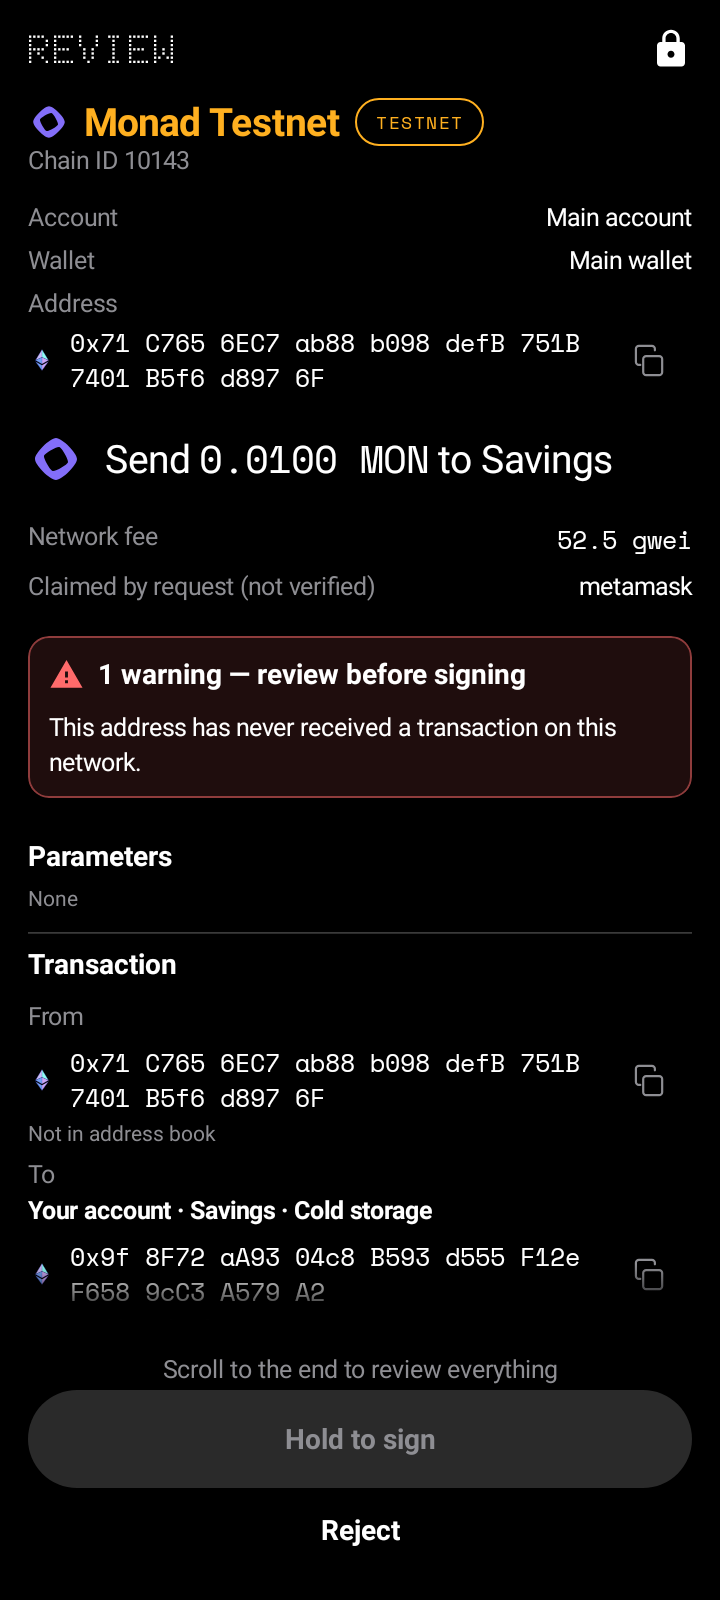 REVIEW
Monad Testnet TESTNET
Chain ID 10143
Account Main account
Wallet Main wallet
Address
0x71 C765 6EC7 ab88 b098 defB 751B
7401 B5f6 d897 6F
Send 0.0100 MON to Savings
Network fee 52.5 gwei
Claimed by request (not verified) metamask
1 warning — review before signing
This address has never received a transaction on this
network.
Parameters
None
Transaction
From
0x71 C765 6EC7 ab88 b098 defB 751B
7401 B5f6 d897 6F
Not in address book
To
Your account · Savings · Cold storage
0x9f 8F72 aA93 04c8 B593 d555 F12e
F658 9cC3 A579 A2
Scroll to the end to review everything
Hold to sign
Reject